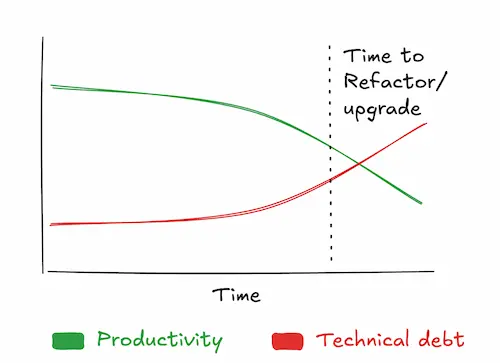 Time to
Refactor/
upgrade
Time
Productivity
Technical debt